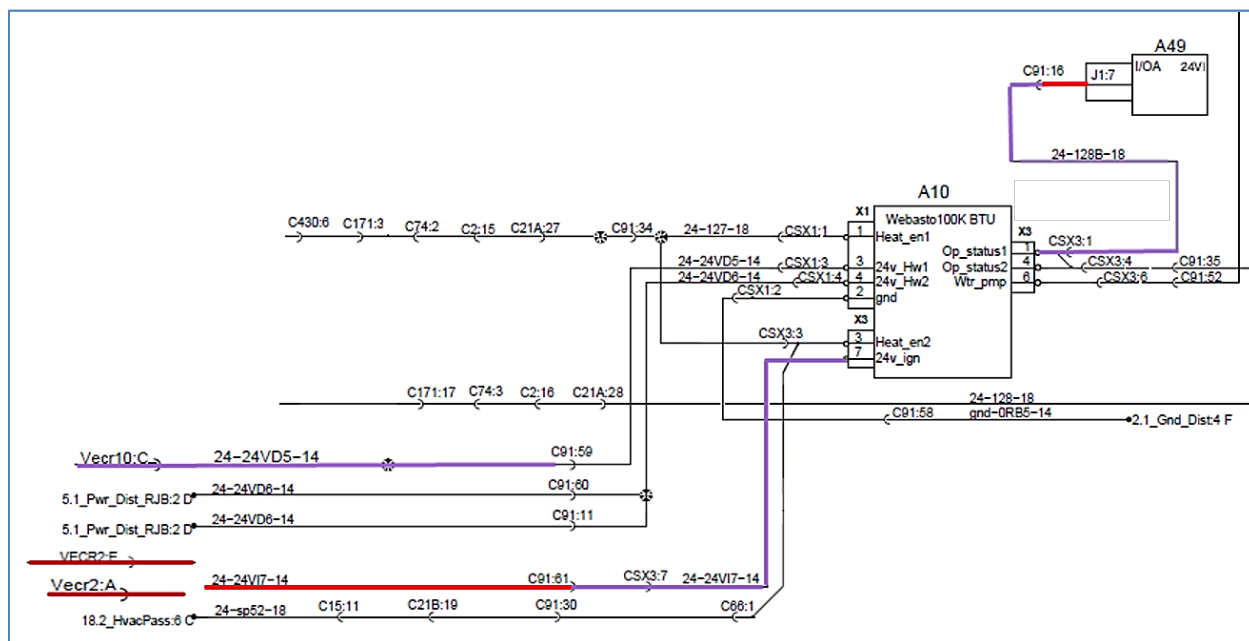 A49
C91:16
I/OA 24VI
J1:7
24-128B-18
A10
X1
Webasto100K BTU
X3
C430:6 C171:3 C74:2 C2:15 C21A:27 C91:34 24-127-18 CSX1:1 1 Heat_en1
Op_status1 1 CSX3:1
24-24VD5-14 CSX1:3 3 24v_Hw1 Op_status2 4 CSX3:4 C91:35
24-24VD6-14 CSX1:4 4 24v_Hw2 Wtr_pmp 6 CSX3:6 C91:52
CSX1:2 2 gnd
X3
CSX3:3 3 Heat_en2
7 24v_ign
C171:17 C74:3 C2:16 C21A:28 24-128-18
C91:58 gnd-0RB5-14 2.1_Gnd_Dist:4 F
Vecr10:C 24-24VD5-14 C91:59
5.1_Pwr_Dist_RJB:2 D 24-24VD6-14 C91:60
5.1_Pwr_Dist_RJB:2 D 24-24VD6-14 C91:11
VECR2:F
Vecr2:A 24-24VI7-14 C91:61 CSX3:7 24-24VI7-14
18.2_HvacPass:6 C 24-sp52-18 C15:11 C21B:19 C91:30 C66:1